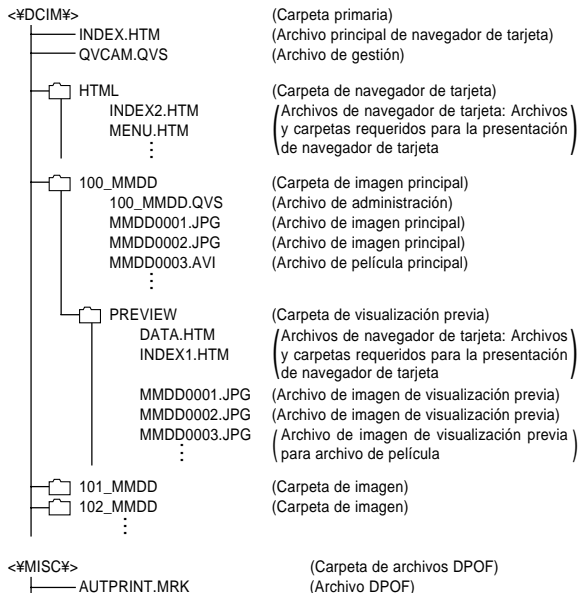 <¥DCIM¥> (Carpeta primaria)
INDEX.HTM (Archivo principal de navegador de tarjeta)
QVCAM.QVS (Archivo de gestión)
HTML (Carpeta de navegador de tarjeta)
INDEX2.HTM (Archivos de navegador de tarjeta: Archivos
MENU.HTM y carpetas requeridos para la presentación
de navegador de tarjeta)
100_MMDD (Carpeta de imagen principal)
100_MMDD.QVS (Archivo de administración)
MMDD0001.JPG (Archivo de imagen principal)
MMDD0002.JPG (Archivo de imagen principal)
MMDD0003.AVI (Archivo de película principal)
PREVIEW (Carpeta de visualización previa)
DATA.HTM (Archivos de navegador de tarjeta: Archivos
INDEX1.HTM y carpetas requeridos para la presentación
de navegador de tarjeta)
MMDD0001.JPG (Archivo de imagen de visualización previa)
MMDD0002.JPG (Archivo de imagen de visualización previa)
MMDD0003.JPG (Archivo de imagen de visualización previa
para archivo de película)
101_MMDD (Carpeta de imagen)
102_MMDD (Carpeta de imagen)
<¥MISC¥> (Carpeta de archivos DPOF)
AUTPRINT.MRK (Archivo DPOF)